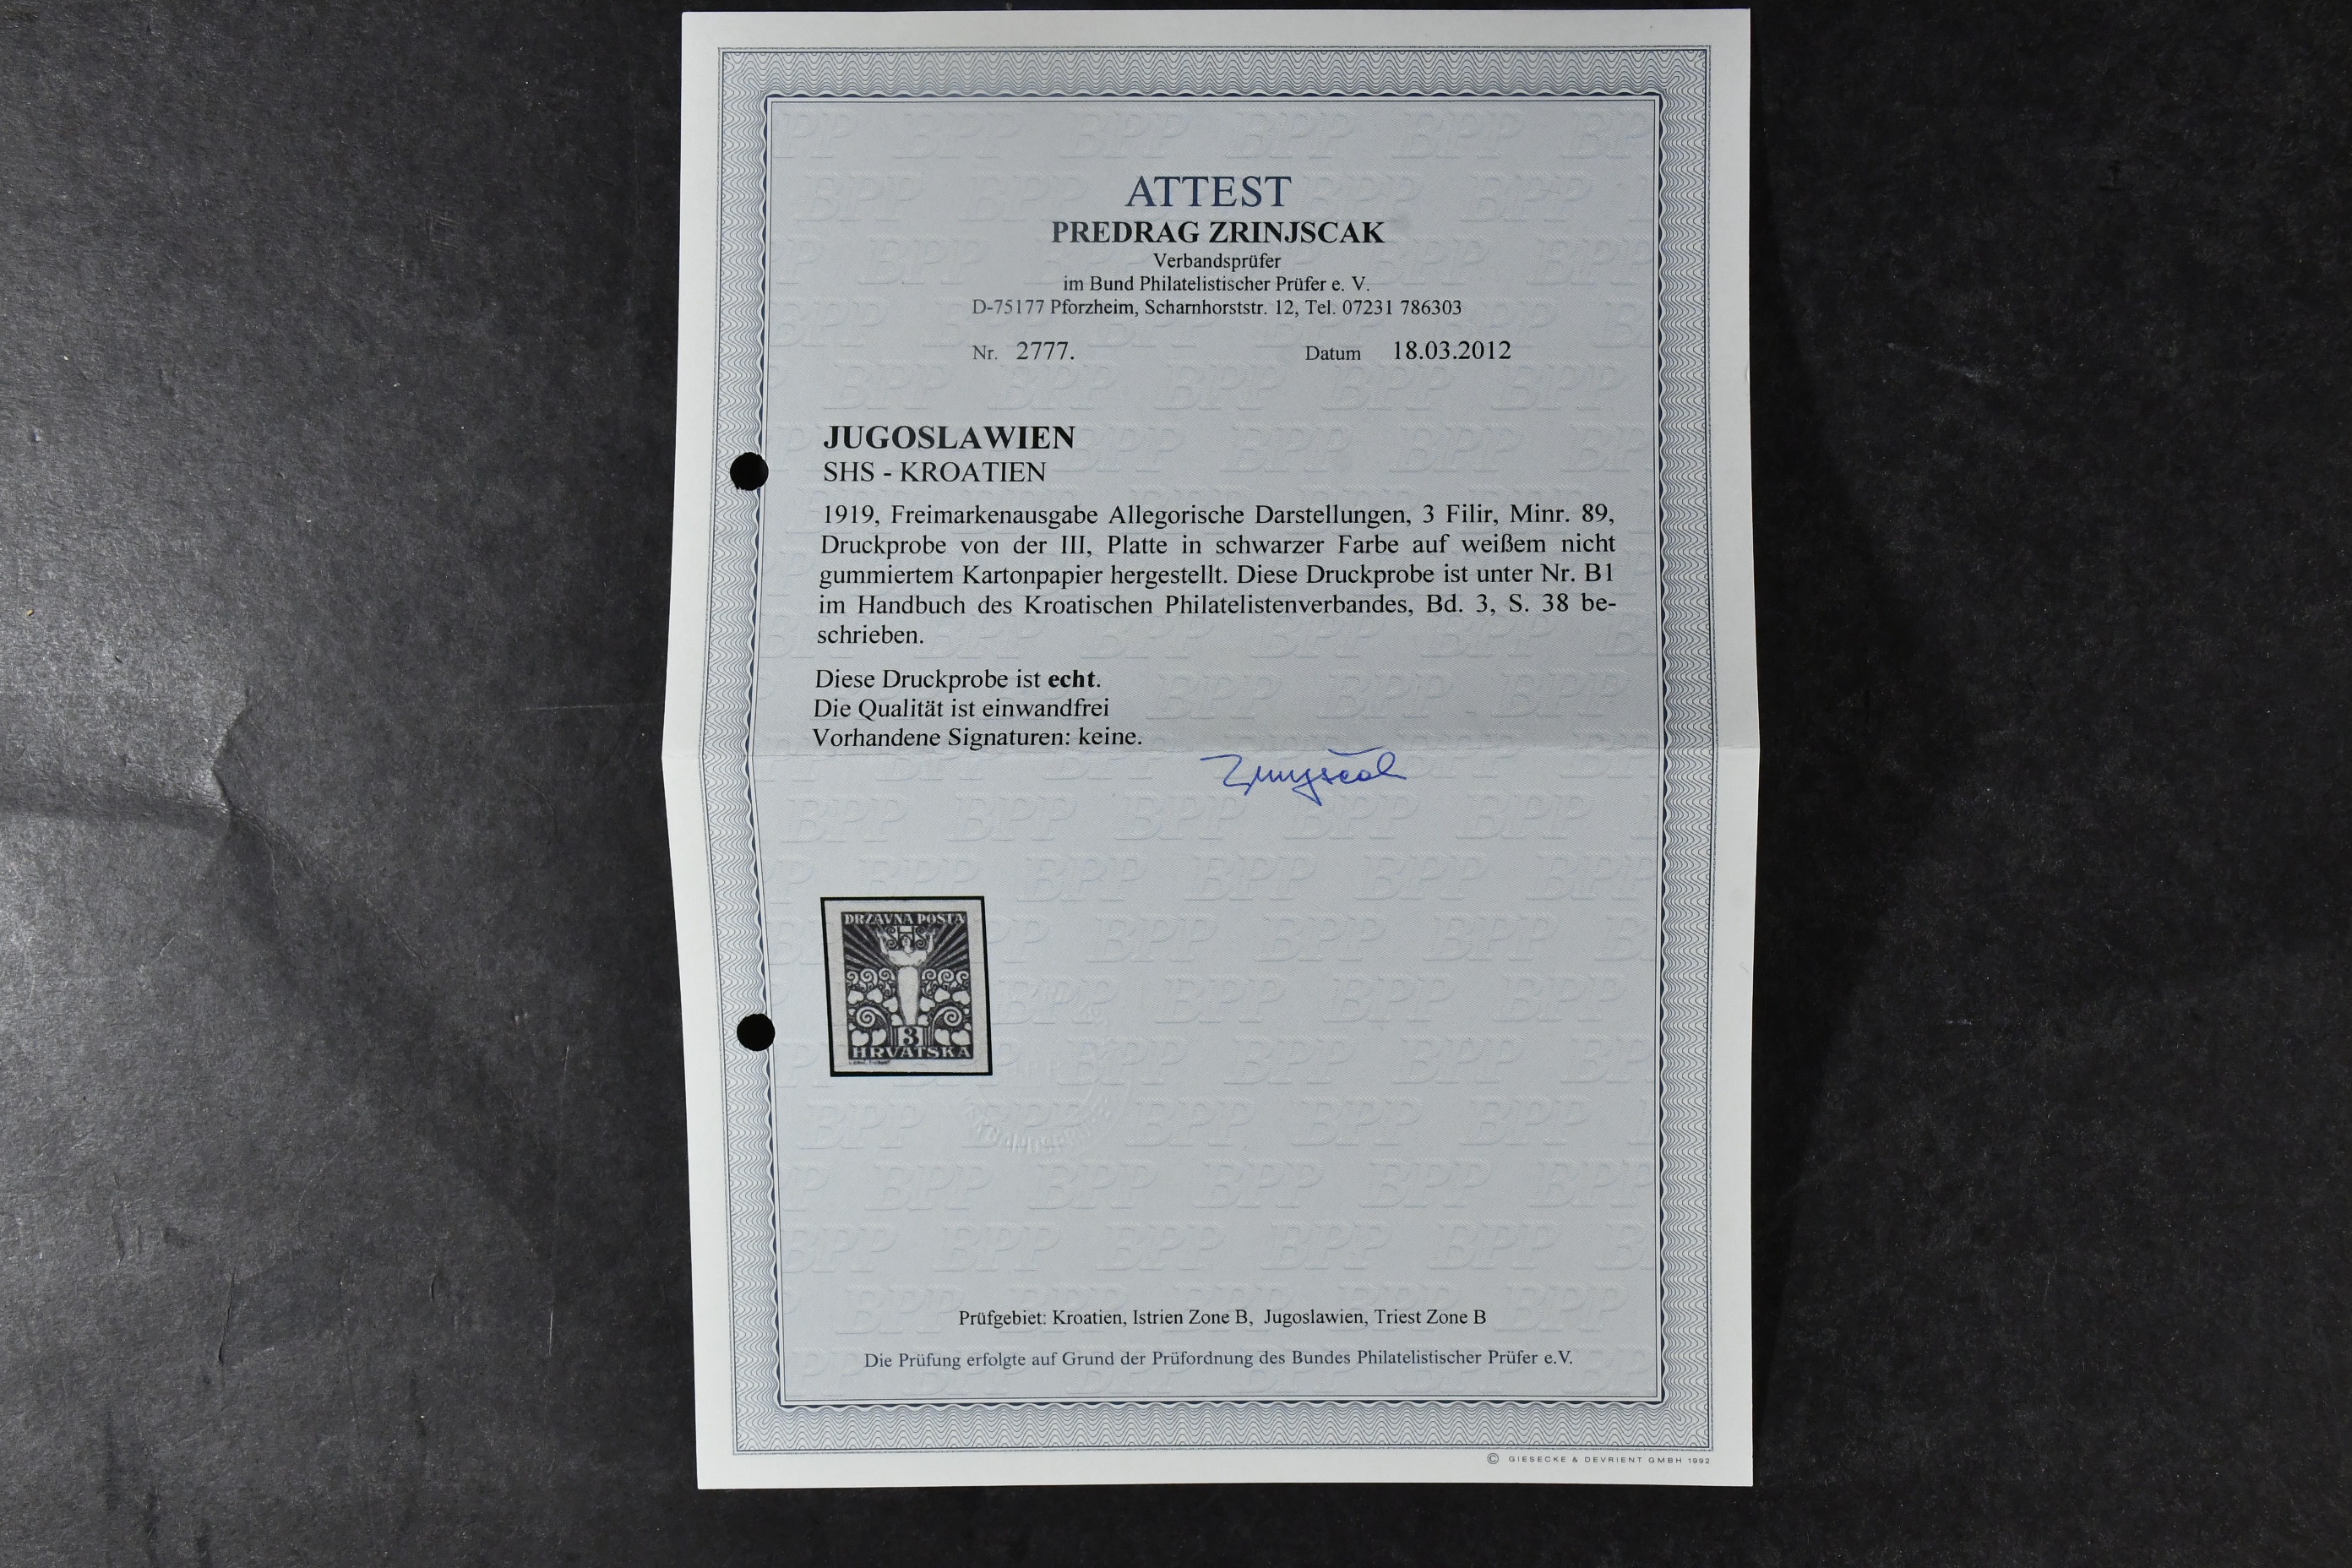 ATTEST
PREDRAG ZRINJSCAK
Verbandsprüfer
im Bund Philatelistischer Prüfer e. V.
D-75177 Pforzheim, Scharnhorststr. 12, Tel. 07231 786303
Nr. 2777. Datum 18.03.2012
JUGOSLAWIEN
SHS - KROATIEN
1919, Freimarkenausgabe Allegorische Darstellungen, 3 Filir, Minr. 89,
Druckprobe von der III, Platte in schwarzer Farbe auf weißem nicht
gummiertem Kartonpapier hergestellt. Diese Druckprobe ist unter Nr. B1
im Handbuch des Kroatischen Philatelistenverbandes, Bd. 3, S. 38 be-
schrieben.
Diese Druckprobe ist echt.
Die Qualität ist einwandfrei
Vorhandene Signaturen: keine.
DRŽAVNA POŠTA
SHS
3
HRVATSKA
Prüfgebiet: Kroatien, Istrien Zone B, Jugoslawien, Triest Zone B
Die Prüfung erfolgte auf Grund der Prüfordnung des Bundes Philatelistischer Prüfer e.V.
© GIESECKE & DEVRIENT GMBH 1992